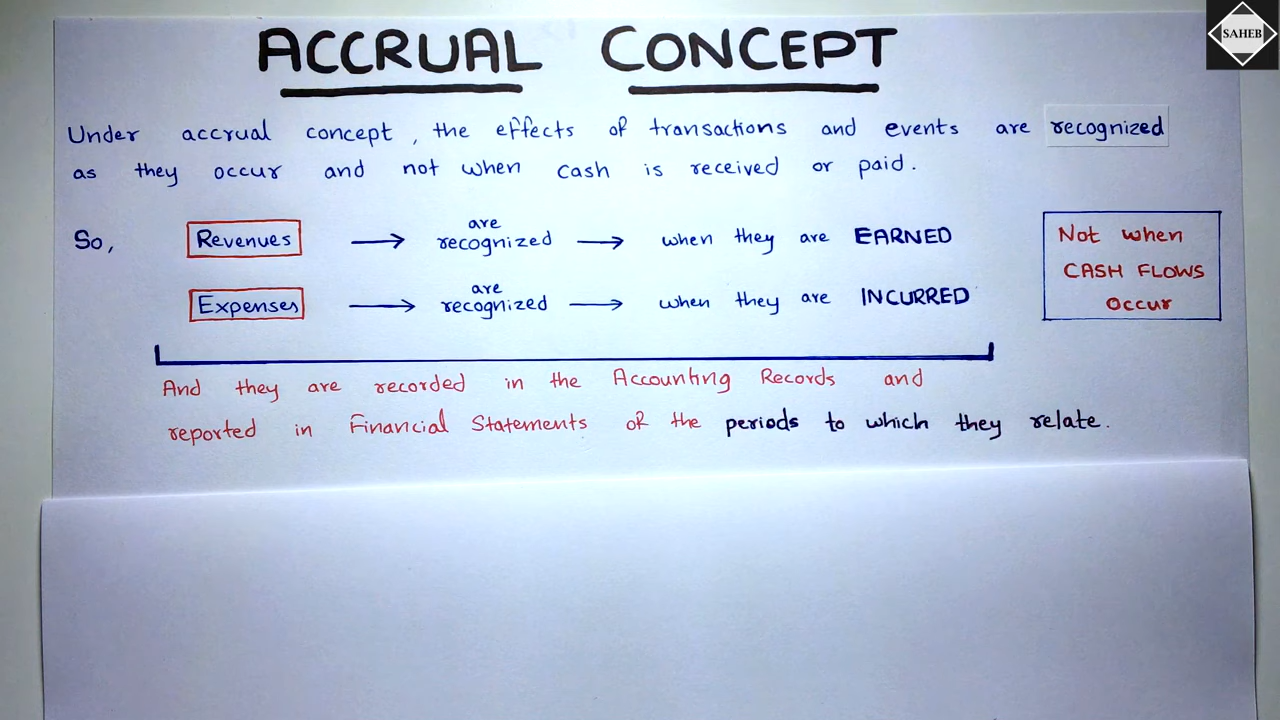 ACCRUAL CONCEPT
SAHEB
Under accrual concept, the effects of transactions and events are recognized
as they occur and not when cash is received or paid.
So, Revenues → are recognized → when they are EARNED
Expenses → are recognized → when they are INCURRED
Not when
CASH FLOWS
Occur
And they are recorded in the Accounting Records and
reported in Financial Statements of the periods to which they relate.